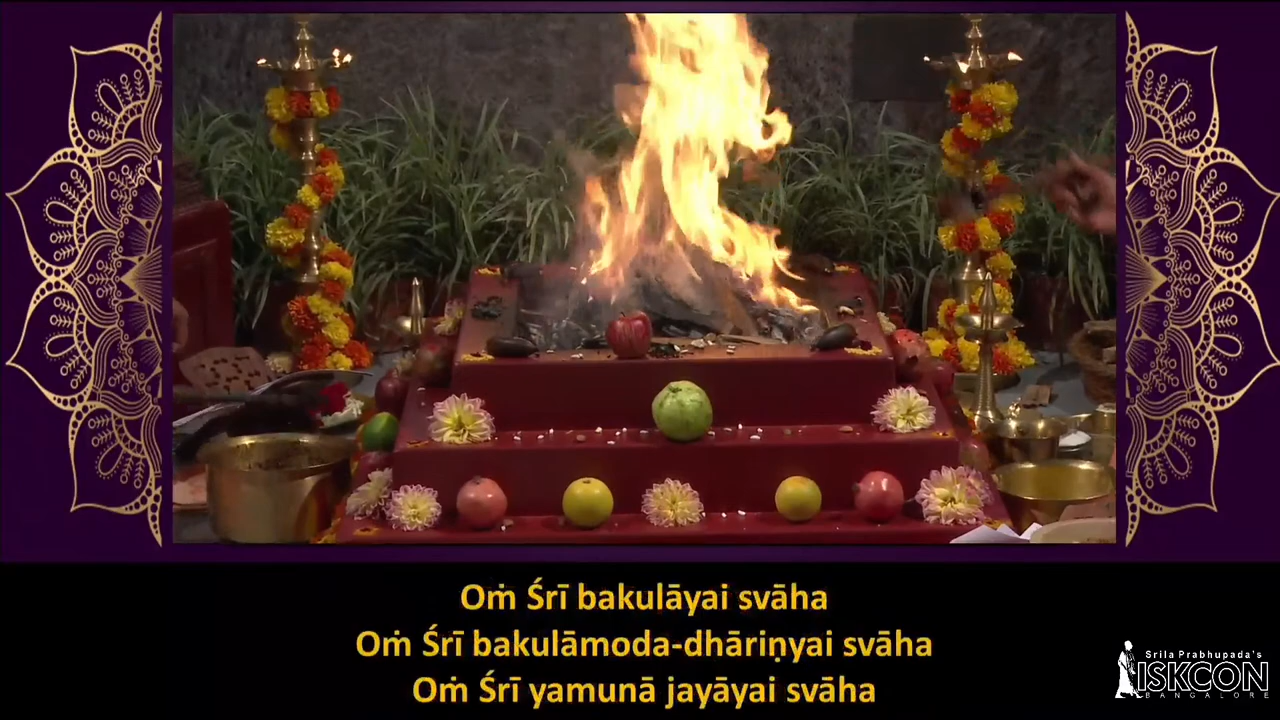 Oṁ Śrī bakulāyai svāha
Oṁ Śrī bakulāmoda-dhāriṇyai svāha
Oṁ Śrī yamunā jayāyai svāha
Srila Prabhupada's
ISKCON
BANGALORE